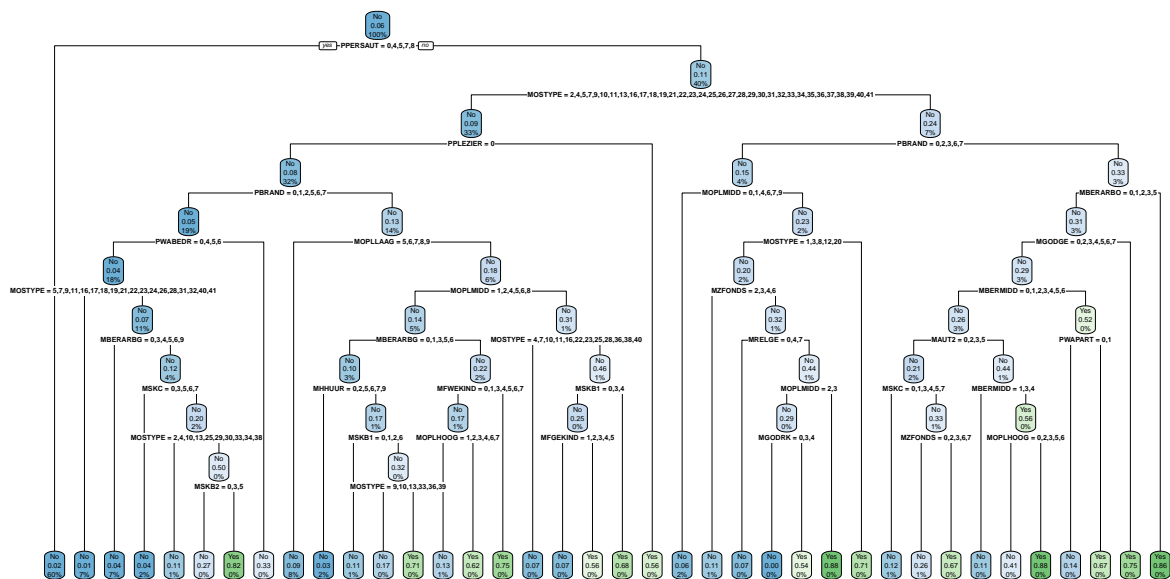 No
0.06
100%
yes PPERSAUT = 0,4,5,7,8 no
No
0.11
40%
MOSTYPE = 2,4,5,7,9,10,11,13,16,17,18,19,21,22,23,24,25,26,27,28,29,30,31,32,33,34,35,36,37,38,39,40,41
No
0.09
33%
No
0.24
7%
PPLEZIER = 0
PBRAND = 0,2,3,6,7
No
0.08
32%
No
0.15
4%
No
0.33
3%
PBRAND = 0,1,2,5,6,7
MOPLMIDD = 0,1,4,6,7,9
MBERARBO = 0,1,2,3,5
No
0.05
19%
No
0.13
14%
No
0.23
2%
No
0.31
3%
PWABEDR = 0,4,5,6
MOPLLAAG = 5,6,7,8,9
MOSTYPE = 1,3,8,12,20
MGODGE = 0,2,3,4,5,6,7
No
0.04
18%
No
0.18
6%
No
0.20
2%
No
0.29
3%
MOSTYPE = 5,7,9,11,16,17,18,19,21,22,23,24,26,28,31,32,40,41
MOPLMIDD = 1,2,4,5,6,8
MZFONDS = 2,3,4,6
MBERMIDD = 0,1,2,3,4,5,6
No
0.07
11%
No
0.14
5%
No
0.31
1%
No
0.32
1%
No
0.26
3%
Yes
0.52
0%
MBERARBG = 0,3,4,5,6,9
MBERARBG = 0,1,3,5,6
MOSTYPE = 4,7,10,11,16,22,23,25,28,36,38,40
MRELGE = 0,4,7
MAUT2 = 0,2,3,5
PWAPART = 0,1
No
0.12
4%
No
0.10
3%
No
0.22
2%
No
0.46
1%
No
0.44
1%
No
0.21
2%
No
0.44
1%
MSKC = 0,3,5,6,7
MHHUUR = 0,2,5,6,7,9
MFWEKIND = 0,1,3,4,5,6,7
MSKB1 = 0,3,4
MOPLMIDD = 2,3
MSKC = 0,1,3,4,5,7
MBERMIDD = 1,3,4
No
0.20
2%
No
0.17
1%
No
0.17
1%
No
0.25
0%
No
0.29
0%
No
0.33
1%
Yes
0.56
0%
MOSTYPE = 2,4,10,13,25,29,30,33,34,38
MSKB1 = 0,1,2,6
MOPLHOOG = 1,2,3,4,6,7
MFGEKIND = 1,2,3,4,5
MGODRK = 0,3,4
MZFONDS = 0,2,3,6,7
MOPLHOOG = 0,2,3,5,6
No
0.50
0%
No
0.32
0%
MSKB2 = 0,3,5
MOSTYPE = 9,10,13,33,36,39
No
0.02
60%
No
0.01
7%
No
0.04
7%
No
0.04
2%
No
0.11
1%
No
0.27
0%
Yes
0.82
0%
No
0.33
0%
No
0.09
8%
No
0.03
2%
No
0.11
1%
No
0.17
0%
Yes
0.71
0%
No
0.13
1%
Yes
0.62
0%
Yes
0.75
0%
No
0.07
0%
No
0.07
0%
Yes
0.56
0%
Yes
0.68
0%
Yes
0.56
0%
No
0.06
2%
No
0.11
1%
No
0.07
0%
No
0.00
0%
Yes
0.54
0%
Yes
0.88
0%
Yes
0.71
0%
No
0.12
1%
No
0.26
1%
Yes
0.67
0%
No
0.11
0%
No
0.41
0%
Yes
0.88
0%
No
0.14
0%
Yes
0.67
0%
Yes
0.75
0%
Yes
0.86
0%